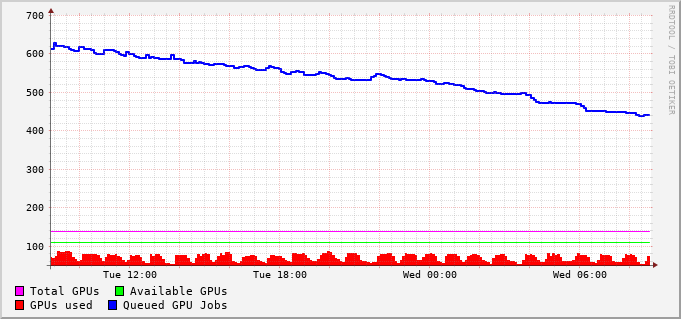 700
600
500
400
300
200
100
Tue 12:00 Tue 18:00 Wed 00:00 Wed 06:00
Total GPUs Available GPUs
GPUs used Queued GPU Jobs
RRDTOOL / TOBI OETIKER